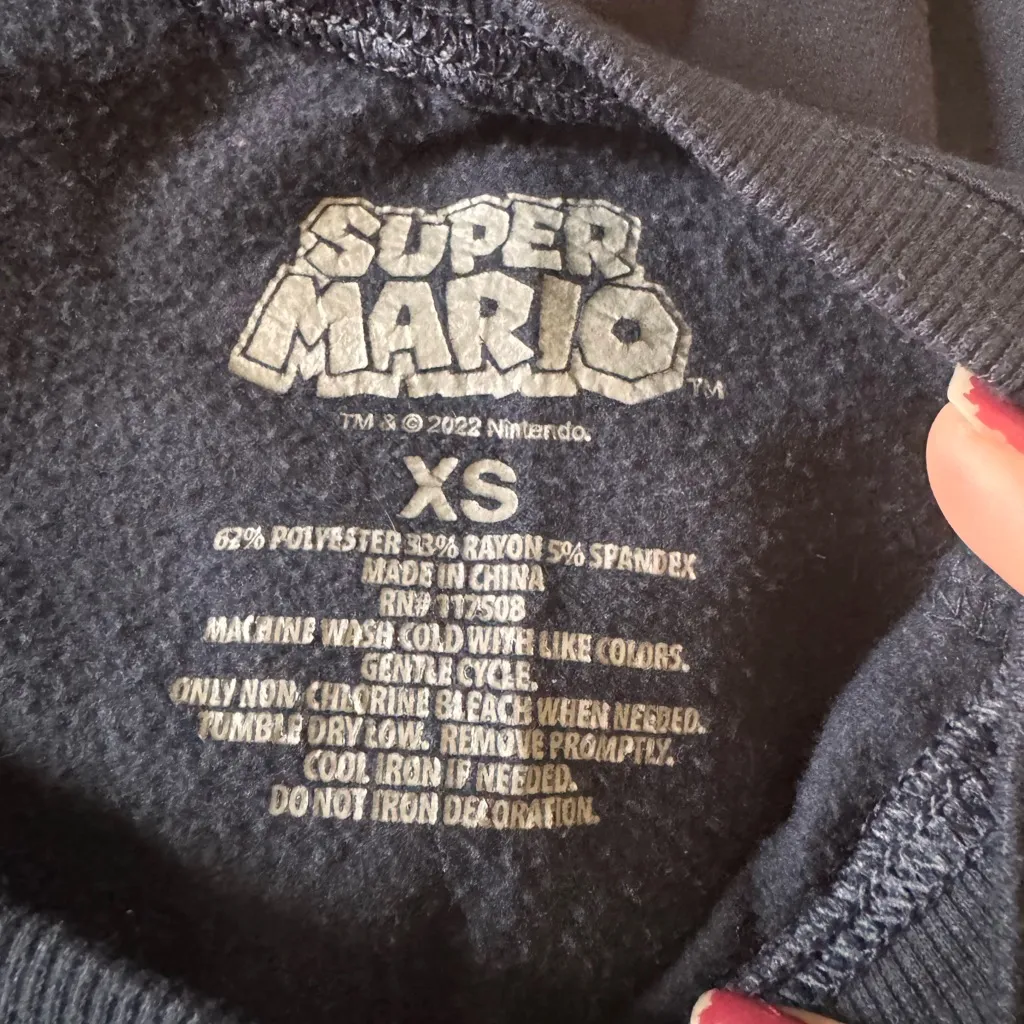 SUPER
MARIO™
TM & © 2022 Nintendo.
XS
62% POLYESTER 33% RAYON 5% SPANDEX
MADE IN CHINA
RN# 117508
MACHINE WASH COLD WITH LIKE COLORS.
GENTLE CYCLE.
ONLY NON CHLORINE BLEACH WHEN NEEDED.
TUMBLE DRY LOW. REMOVE PROMPTLY.
COOL IRON IF NEEDED.
DO NOT IRON DECORATION.